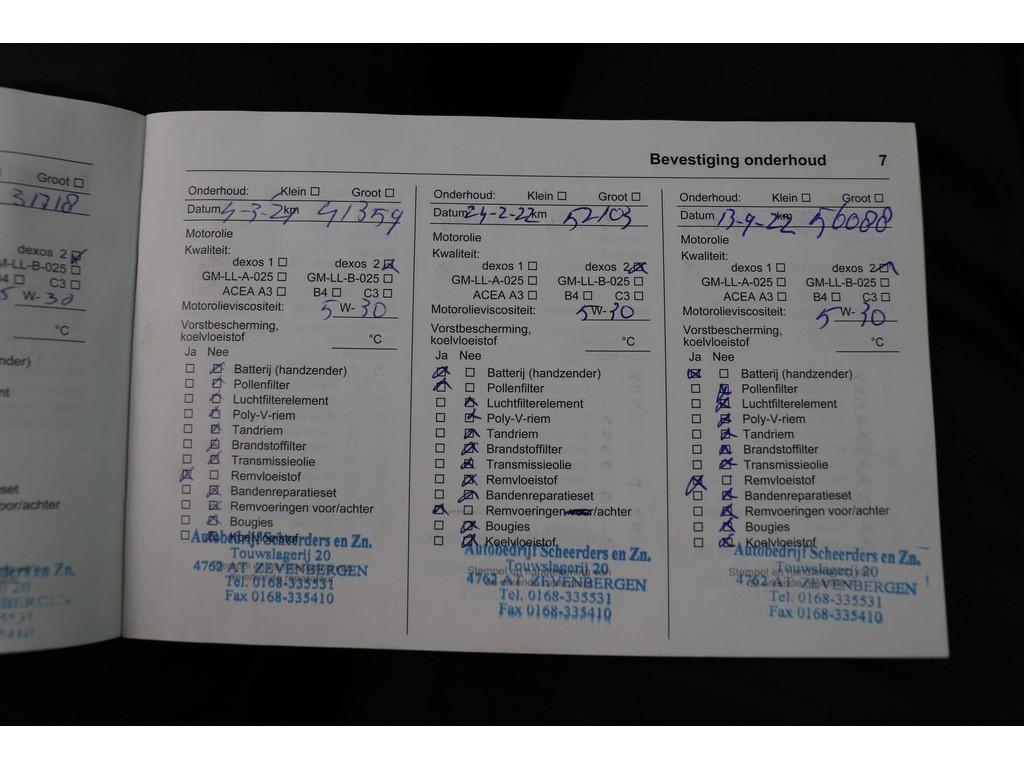 Bevestiging onderhoud 7
Groot
31718
dexos 2
M-LL-B-025
C3
5 W-30
°C
Onderhoud: Klein Groot
Datum 4-3-21 km 41354
Motorolie
Kwaliteit:
dexos 1 dexos 2
GM-LL-A-025 GM-LL-B-025
ACEA A3 B4 C3
Motorolieviscositeit: 5 W-30
Vorstbescherming,
koelvloeistof °C
Ja Nee
Batterij (handzender)
Pollenfilter
Luchtfilterelement
Poly-V-riem
Tandriem
Brandstoffilter
Transmissieolie
Remvloeistof
Bandenreparatieset
Remvoeringen voor/achter
Bougies
Koelvloeistof
Autobedrijf Scheerders en Zn.
Touwslagerij 20
4762 AT ZEVENBERGEN
Tel. 0168-335531
Fax 0168-335410
Onderhoud: Klein Groot
Datum 24-2-22 km 52103
Motorolie
Kwaliteit:
dexos 1 dexos 2
GM-LL-A-025 GM-LL-B-025
ACEA A3 B4 C3
Motorolieviscositeit: 5 W-30
Vorstbescherming,
koelvloeistof °C
Ja Nee
Batterij (handzender)
Pollenfilter
Luchtfilterelement
Poly-V-riem
Tandriem
Brandstoffilter
Transmissieolie
Remvloeistof
Bandenreparatieset
Remvoeringen voor/achter
Bougies
Koelvloeistof
Autobedrijf Scheerders en Zn.
Touwslagerij 20
4762 AT ZEVENBERGEN
Tel. 0168-335531
Fax 0168-335410
Onderhoud: Klein Groot
Datum 13-9-22 km 56088
Motorolie
Kwaliteit:
dexos 1 dexos 2
GM-LL-A-025 GM-LL-B-025
ACEA A3 B4 C3
Motorolieviscositeit: 5 W-30
Vorstbescherming,
koelvloeistof °C
Ja Nee
Batterij (handzender)
Pollenfilter
Luchtfilterelement
Poly-V-riem
Tandriem
Brandstoffilter
Transmissieolie
Remvloeistof
Bandenreparatieset
Remvoeringen voor/achter
Bougies
Koelvloeistof
Autobedrijf Scheerders en Zn.
Touwslagerij 20
4762 AT ZEVENBERGEN
Tel. 0168-335531
Fax 0168-335410